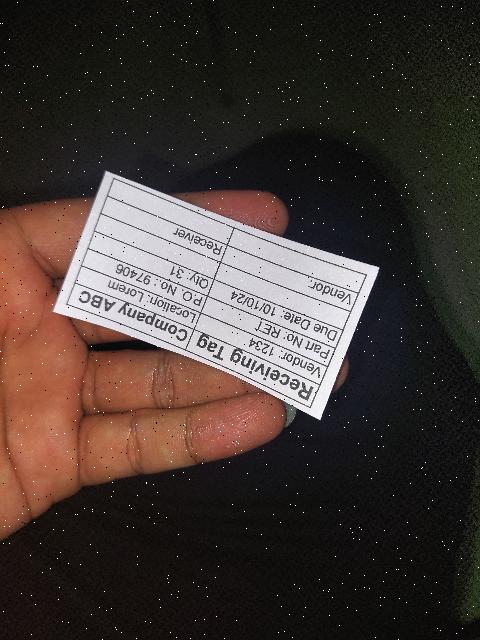 Receiving Tag Company ABC
Vendor: 1234 Location: Lorem
Part No: P.O. No.: 97406
Due Date: 10/10/24 Qty: 31
Vendor: Receiver